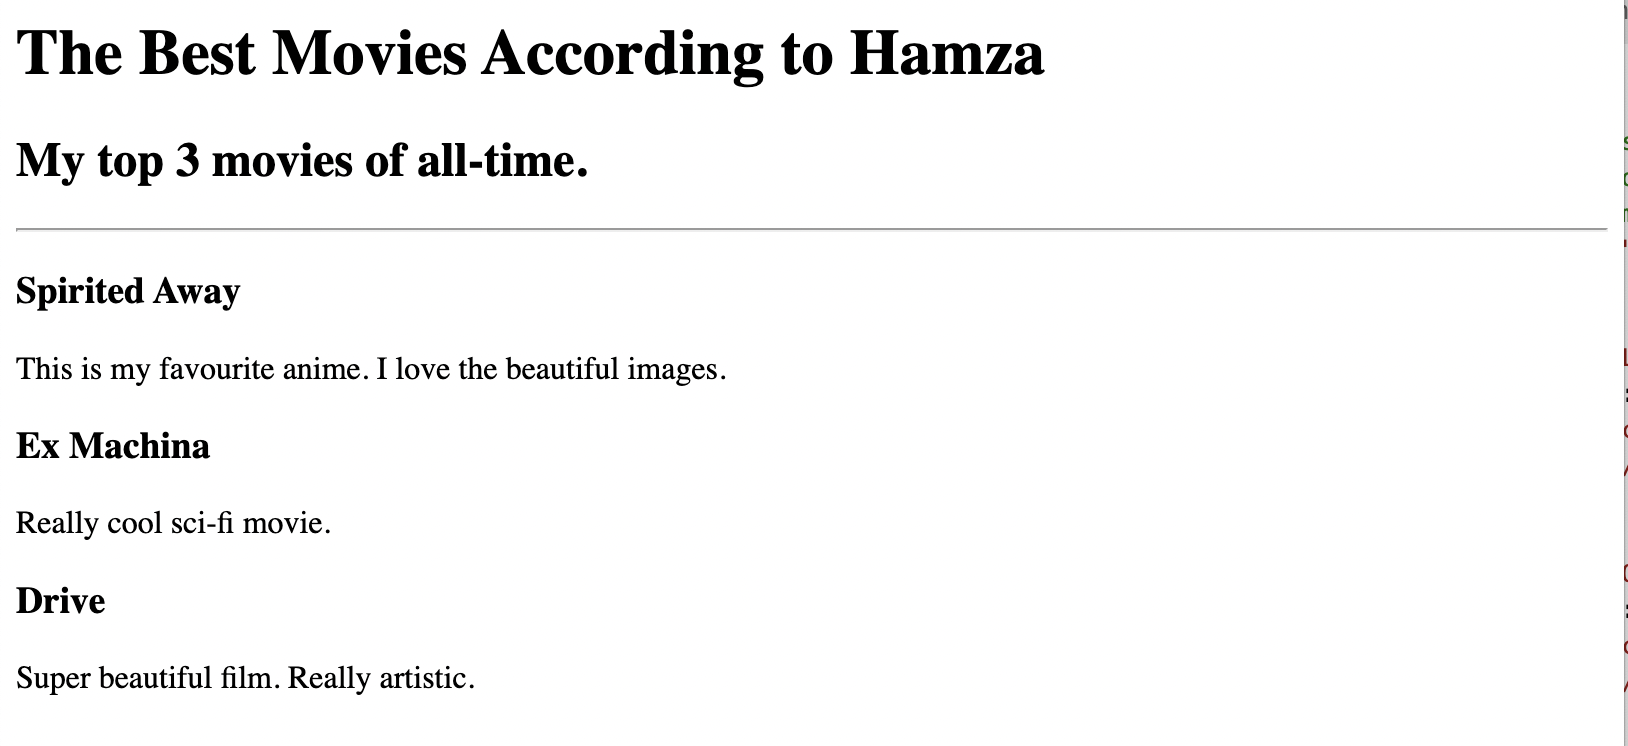 The Best Movies According to Hamza
My top 3 movies of all-time.
Spirited Away
This is my favourite anime. I love the beautiful images.
Ex Machina
Really cool sci-fi movie.
Drive
Super beautiful film. Really artistic.